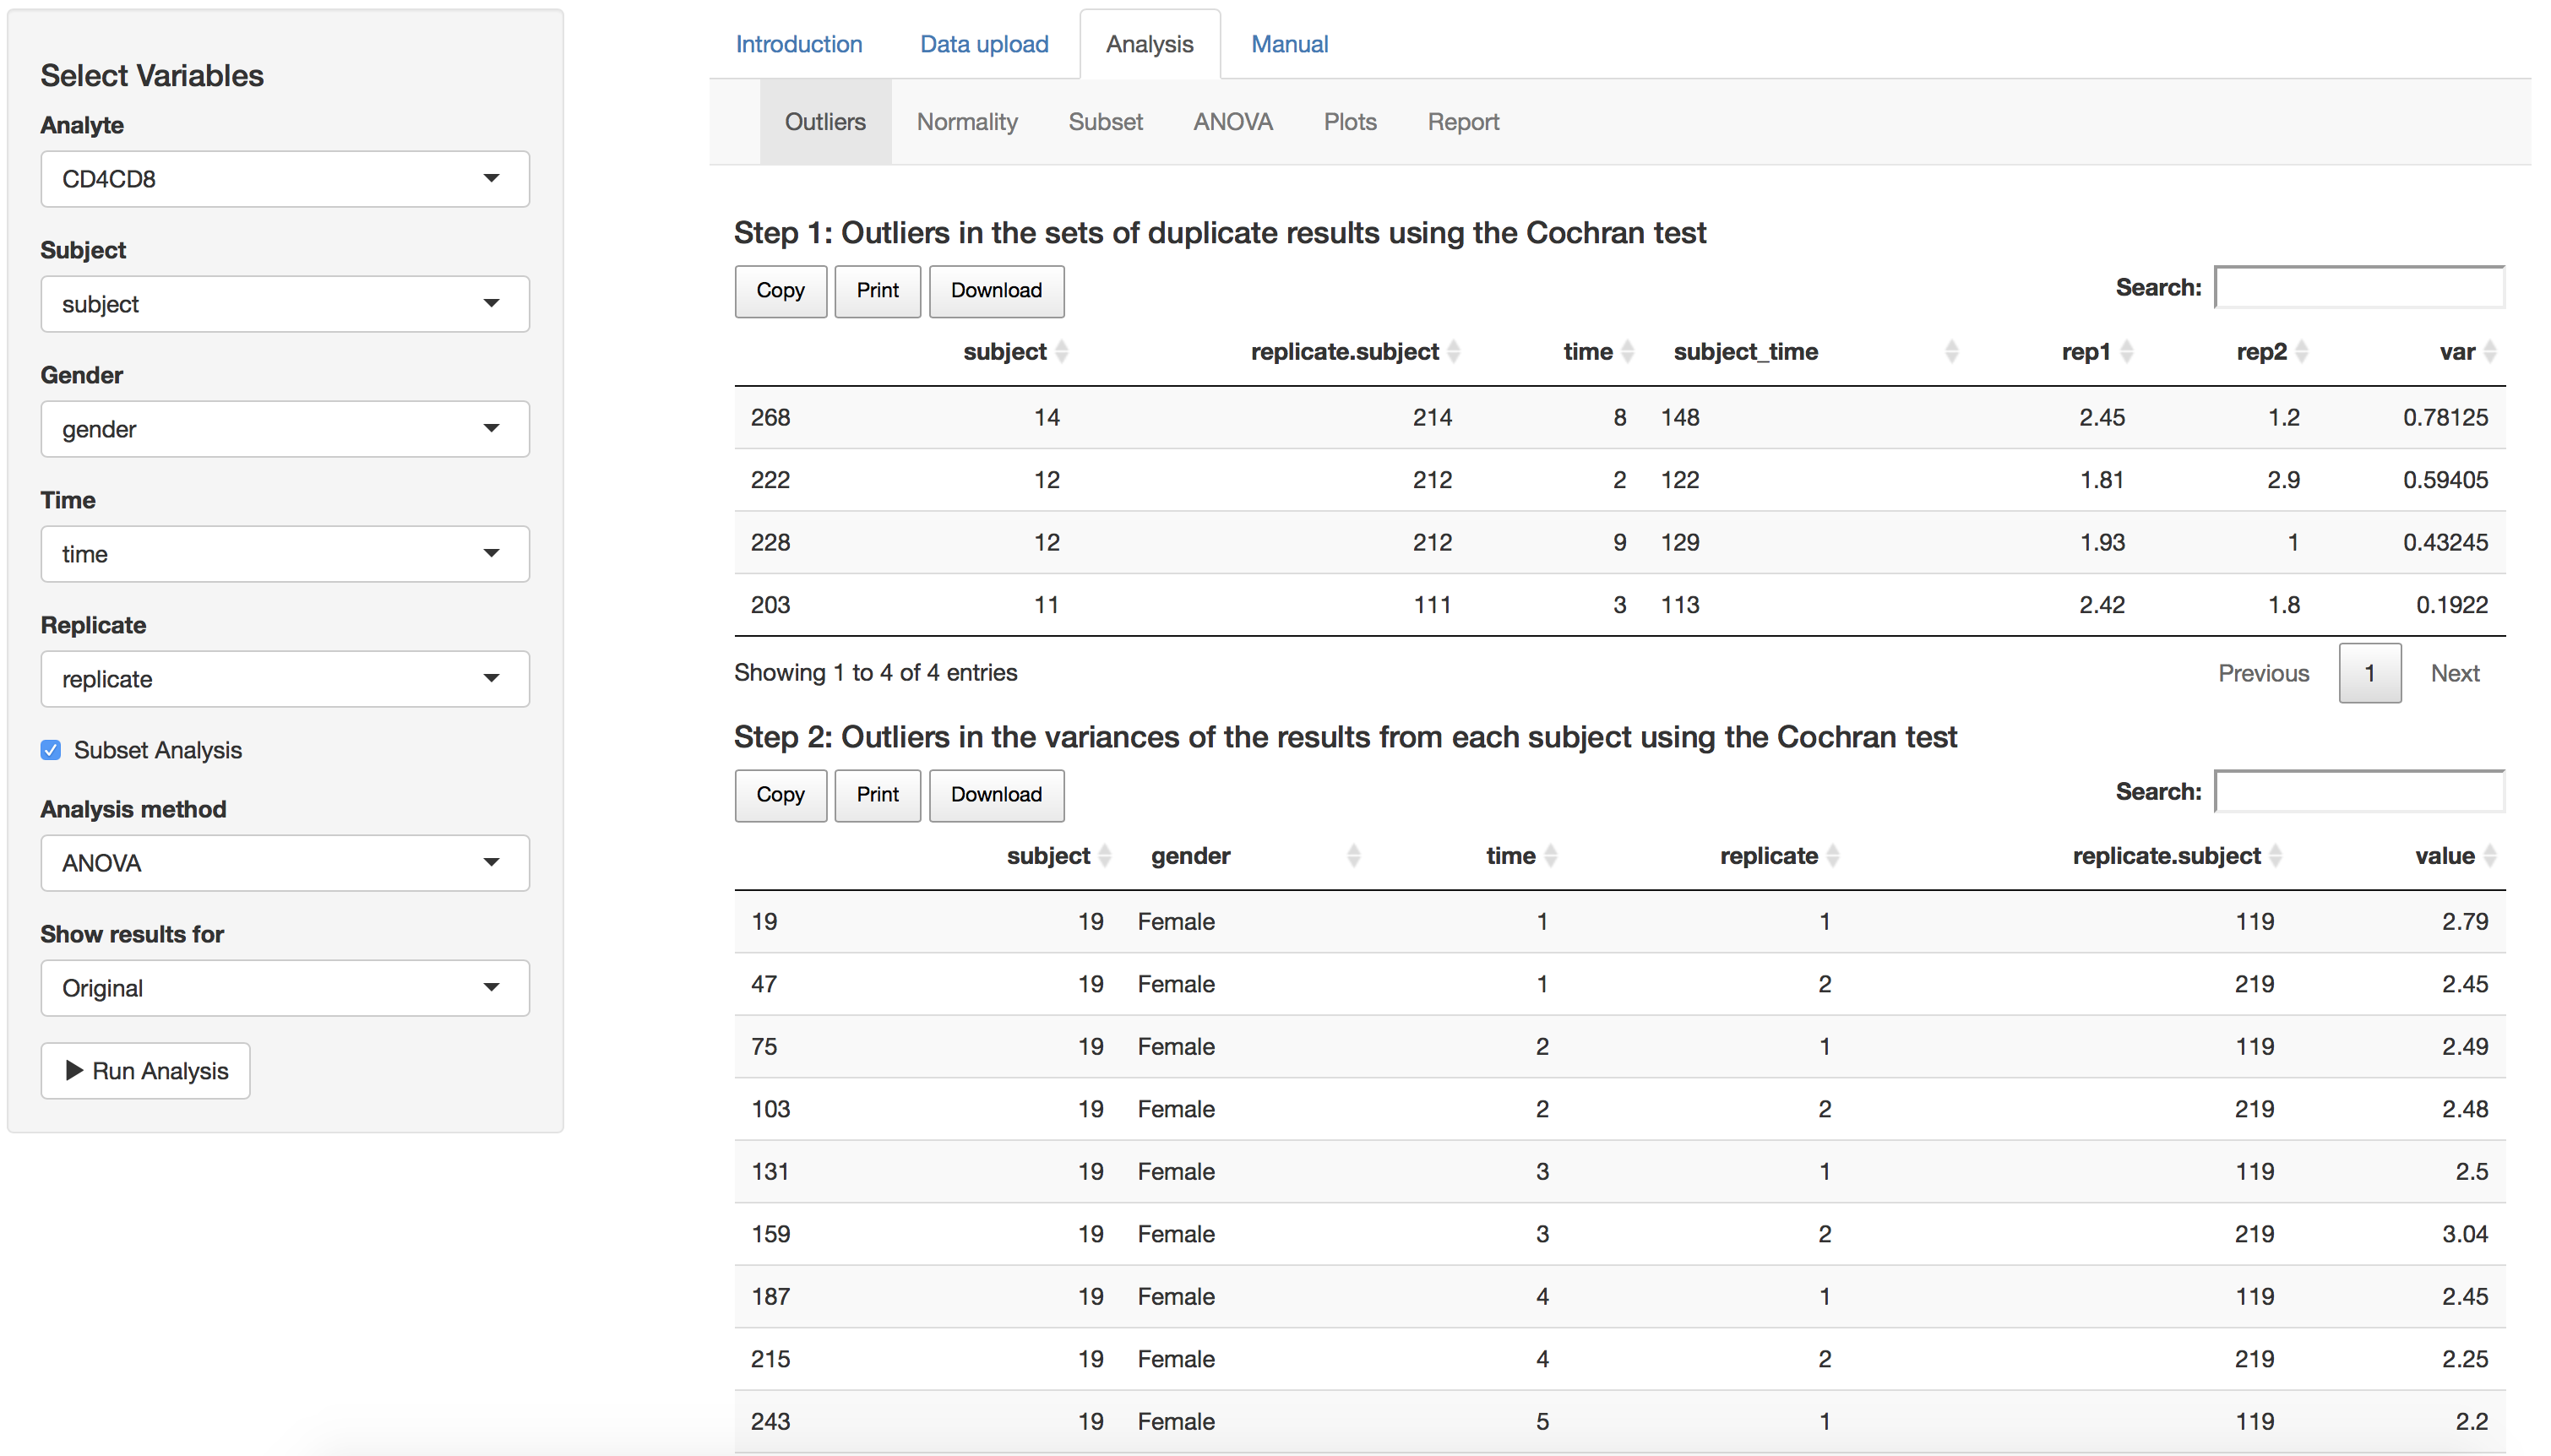 Select Variables
Analyte
CD4CD8
Subject
subject
Gender
gender
Time
time
Replicate
replicate
Subset Analysis
Analysis method
ANOVA
Show results for
Original
Run Analysis
Introduction Data upload Analysis Manual
Outliers Normality Subset ANOVA Plots Report
Step 1: Outliers in the sets of duplicate results using the Cochran test
Copy Print Download Search:
subject replicate.subject time subject_time rep1 rep2 var
268 14 214 8 148 2.45 1.2 0.78125
222 12 212 2 122 1.81 2.9 0.59405
228 12 212 9 129 1.93 1 0.43245
203 11 111 3 113 2.42 1.8 0.1922
Showing 1 to 4 of 4 entries Previous 1 Next
Step 2: Outliers in the variances of the results from each subject using the Cochran test
Copy Print Download Search:
subject gender time replicate replicate.subject value
19 19 Female 1 1 119 2.79
47 19 Female 1 2 219 2.45
75 19 Female 2 1 119 2.49
103 19 Female 2 2 219 2.48
131 19 Female 3 1 119 2.5
159 19 Female 3 2 219 3.04
187 19 Female 4 1 119 2.45
215 19 Female 4 2 219 2.25
243 19 Female 5 1 119 2.2